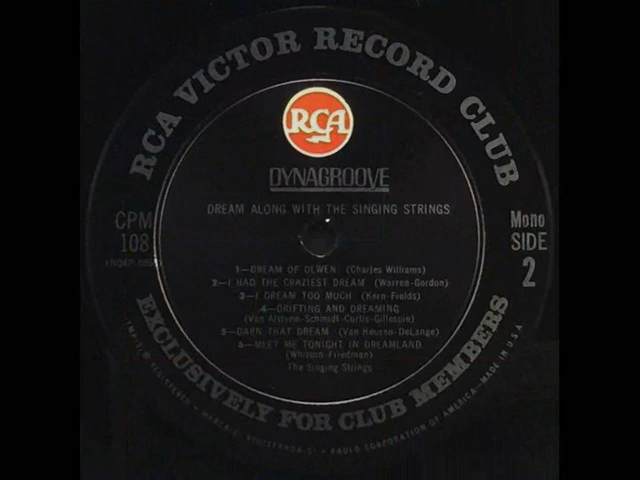 RCA VICTOR RECORD CLUB
RCA
DYNAGROOVE
DREAM ALONG WITH THE SINGING STRINGS
CPM
108
Mono
SIDE
2
1—DREAM OF OLWEN (Charles Williams)
2—I HAD THE CRAZIEST DREAM (Warren-Gordon)
3—I DREAM TOO MUCH (Kern-Fields)
4—DRIFTING AND DREAMING
(Van Alstyne-Schmidt-Curtis-Gillespie)
5—DARN THAT DREAM (Van Heusen-DeLange)
6—MEET ME TONIGHT IN DREAMLAND
(Whitson-Friedman)
The Singing Strings
EXCLUSIVELY FOR CLUB MEMBERS
RADIO CORPORATION OF AMERICA—MADE IN U.S.A.